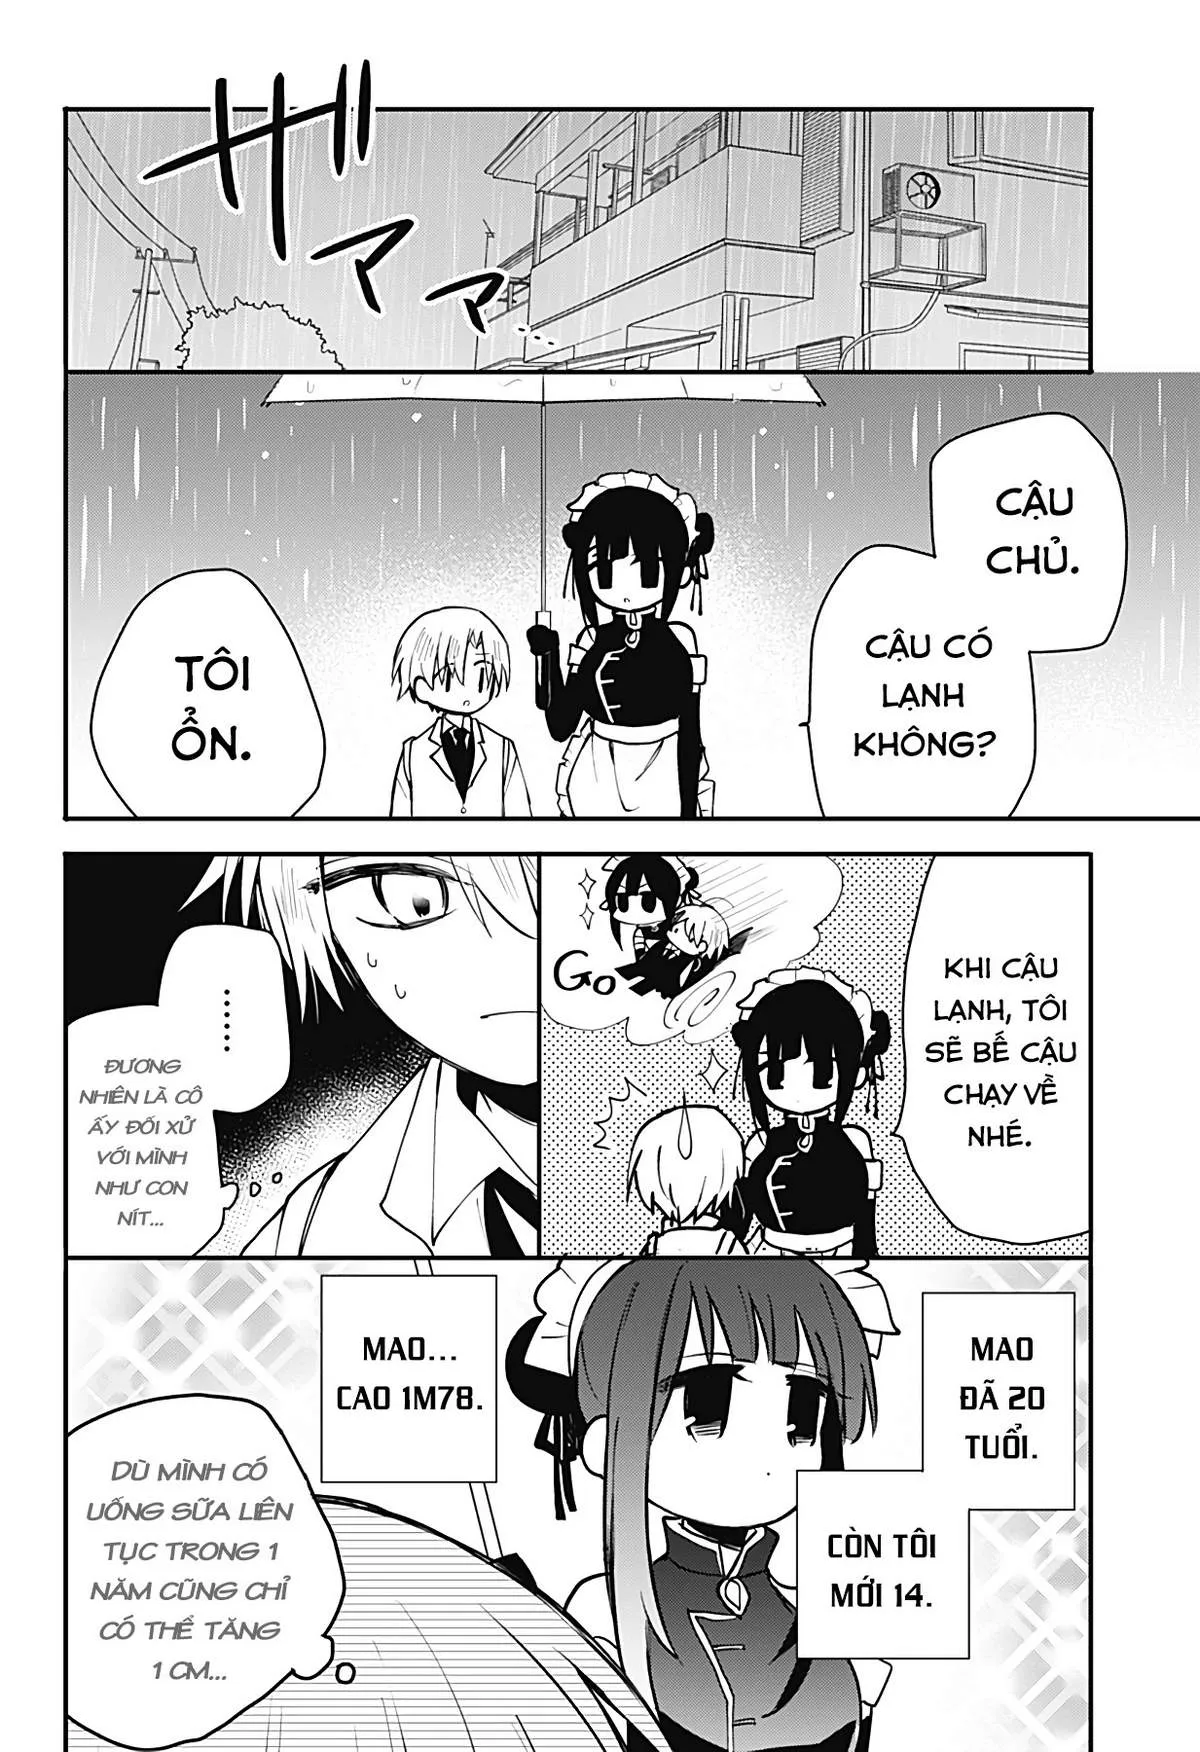 ザァ
マ
マ
CẬU
CHỦ.
CẬU CÓ
LẠNH
KHÔNG?
TÔI
ỔN.
KHI CẬU
LẠNH, TÔI
SẼ BẾ CẬU
CHẠY VỀ
NHÉ.
Go
......
ĐƯƠNG
NHIÊN LÀ CÔ
ẤY ĐỐI XỬ
VỚI MÌNH
NHƯ CON
NÍT...
MAO
ĐÃ 20
TUỔI.
CÒN TÔI
MỚI 14.
MAO...
CAO 1M78.
DÙ MÌNH CÓ
UỐNG SỮA LIÊN
TỤC TRONG 1
NĂM CŨNG CHỈ
CÓ THỂ TĂNG
1 CM...